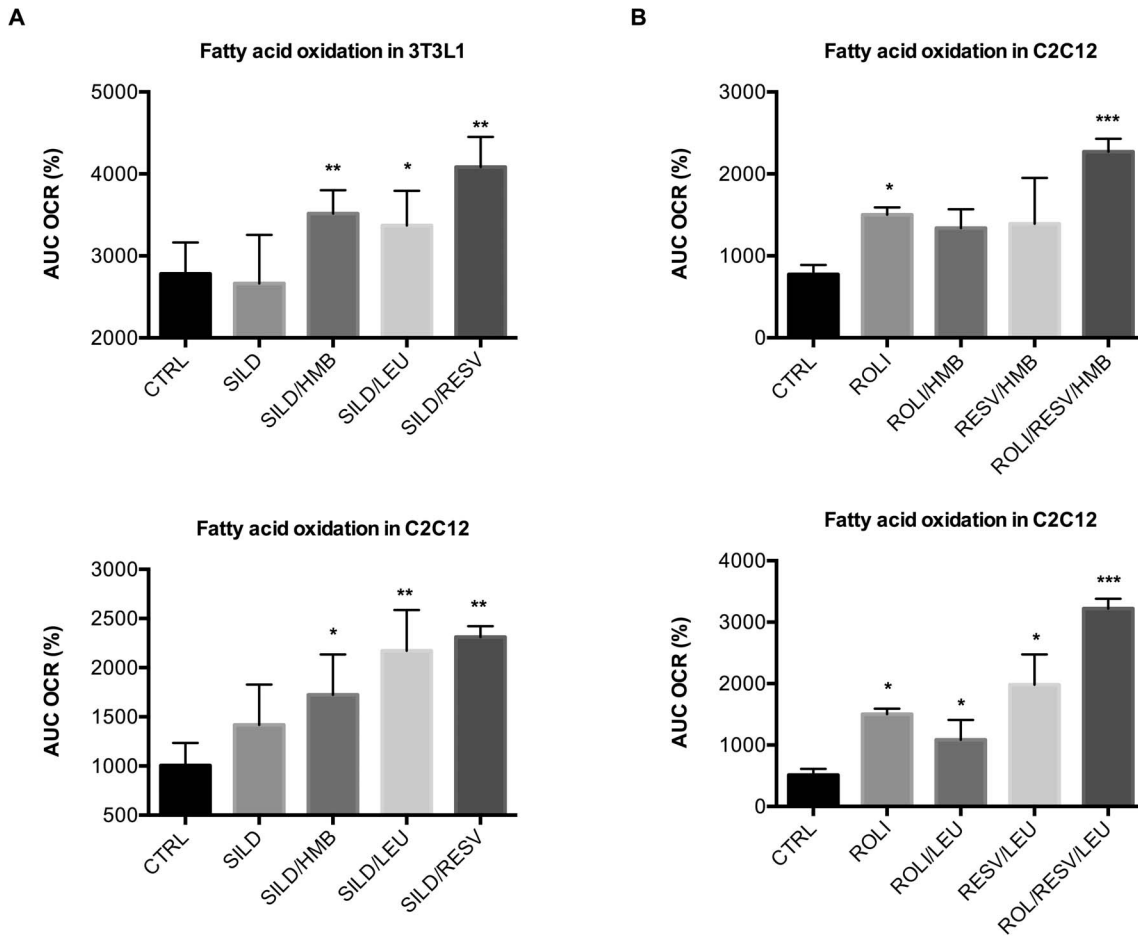 A
Fatty acid oxidation in 3T3L1
AUC OCR (%)
5000
4000
3000
2000
**
*
**
CTRL
SILD
SILD/HMB
SILD/LEU
SILD/RESV
Fatty acid oxidation in C2C12
AUC OCR (%)
3000
2500
2000
1500
1000
500
*
**
**
CTRL
SILD
SILD/HMB
SILD/LEU
SILD/RESV
B
Fatty acid oxidation in C2C12
AUC OCR (%)
3000
2000
1000
0
*
***
CTRL
ROLI
ROLI/HMB
RESV/HMB
ROLI/RESV/HMB
Fatty acid oxidation in C2C12
AUC OCR (%)
4000
3000
2000
1000
0
*
*
*
***
CTRL
ROLI
ROLI/LEU
RESV/LEU
ROL/RESV/LEU